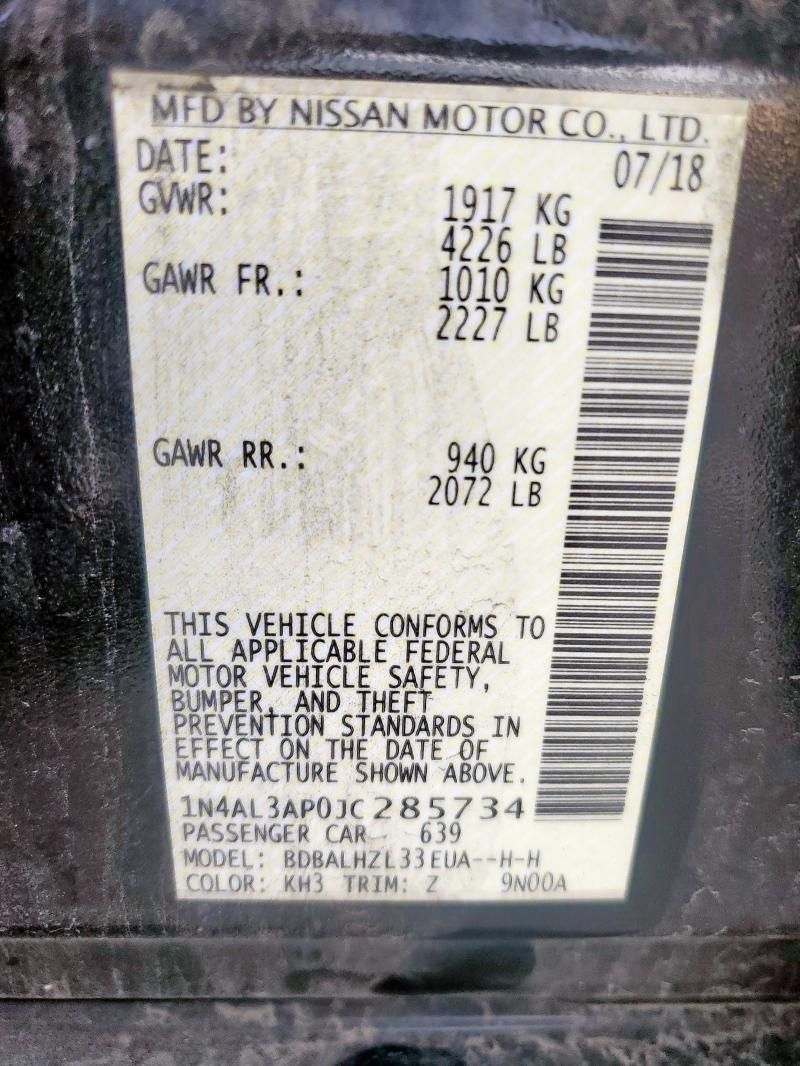 MFD BY NISSAN MOTOR CO., LTD.
DATE: 07/18
GVWR: 1917 KG
4226 LB
GAWR FR.: 1010 KG
2227 LB
GAWR RR.: 940 KG
2072 LB
THIS VEHICLE CONFORMS TO
ALL APPLICABLE FEDERAL
MOTOR VEHICLE SAFETY,
BUMPER, AND THEFT
PREVENTION STANDARDS IN
EFFECT ON THE DATE OF
MANUFACTURE SHOWN ABOVE.
1N4AL3AP0JC285734
PASSENGER CAR 639
MODEL: BDBALHZL33EUA--H-H
COLOR: KH3 TRIM: Z 9N00A